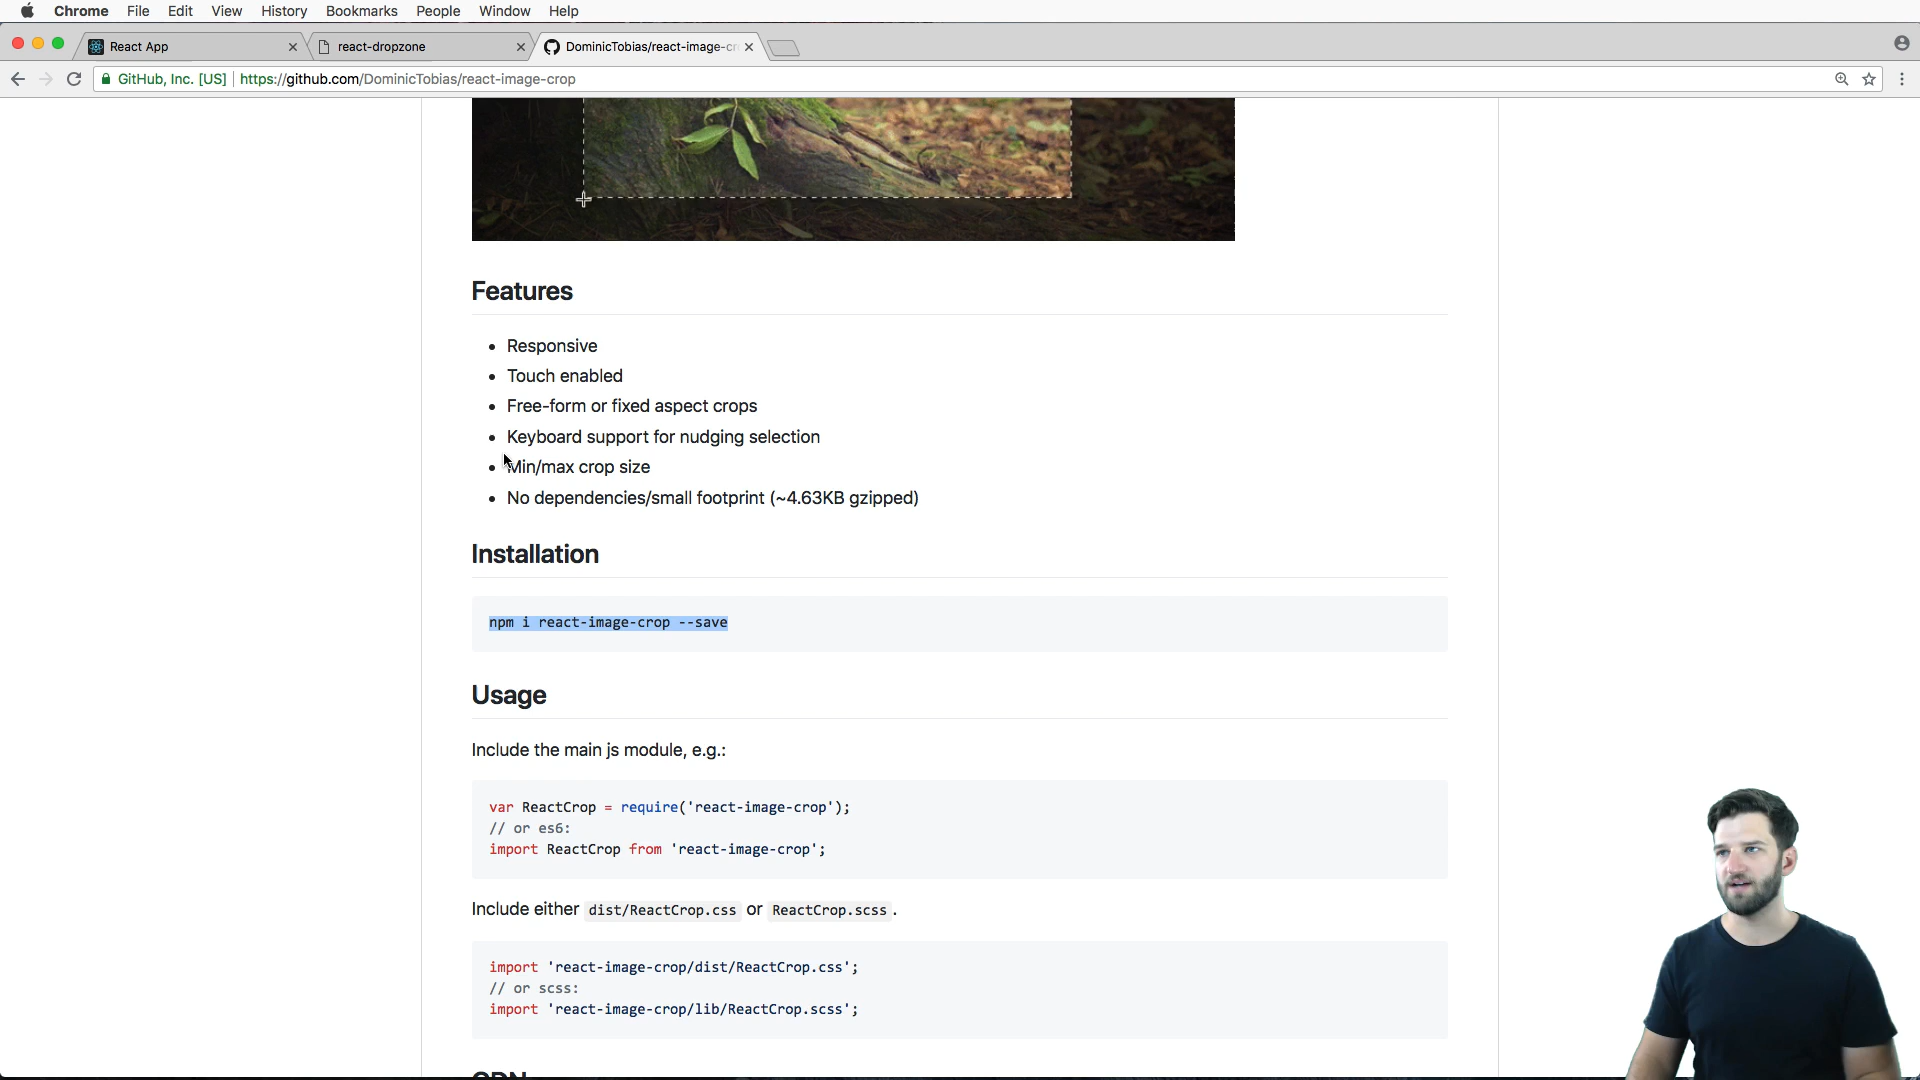 Chrome File Edit View History Bookmarks People Window Help
React App
react-dropzone
DominicTobias/react-image-cr
GitHub, Inc. [US] https://github.com/DominicTobias/react-image-crop
Features
Responsive
Touch enabled
Free-form or fixed aspect crops
Keyboard support for nudging selection
Min/max crop size
No dependencies/small footprint (~4.63KB gzipped)
Installation
npm i react-image-crop --save
Usage
Include the main js module, e.g.:
var ReactCrop = require('react-image-crop');
// or es6:
import ReactCrop from 'react-image-crop';
Include either dist/ReactCrop.css or ReactCrop.scss .
import 'react-image-crop/dist/ReactCrop.css';
// or scss:
import 'react-image-crop/lib/ReactCrop.scss';
CDN